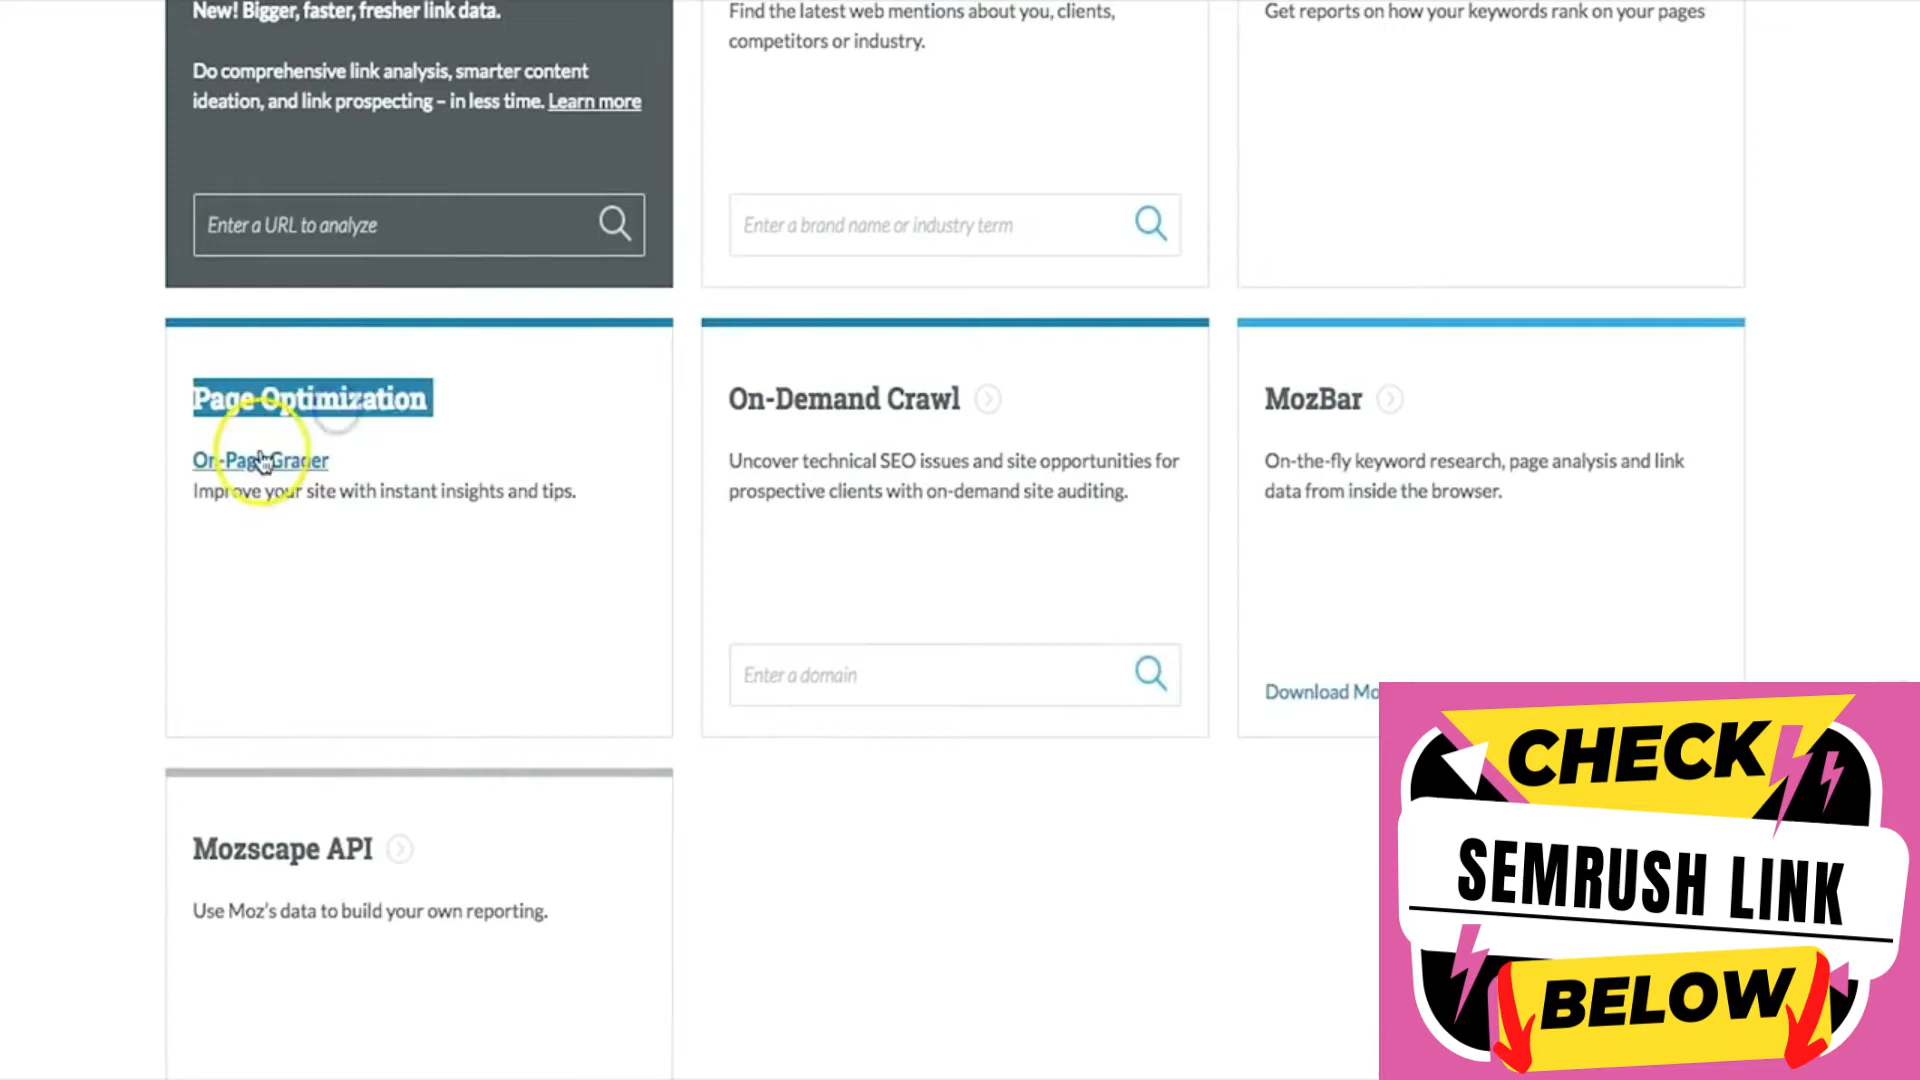 New! Bigger, faster, fresher link data.
Do comprehensive link analysis, smarter content
ideation, and link prospecting – in less time. Learn more
Enter a URL to analyze
Find the latest web mentions about you, clients,
competitors or industry.
Enter a brand name or industry term
Get reports on how your keywords rank on your pages
Page Optimization
On-Page Grader
Improve your site with instant insights and tips.
On-Demand Crawl
Uncover technical SEO issues and site opportunities for
prospective clients with on-demand site auditing.
Enter a domain
MozBar
On-the-fly keyword research, page analysis and link
data from inside the browser.
Download Mo
Mozscape API
Use Moz's data to build your own reporting.
CHECK
SEMRUSH LINK
BELOW